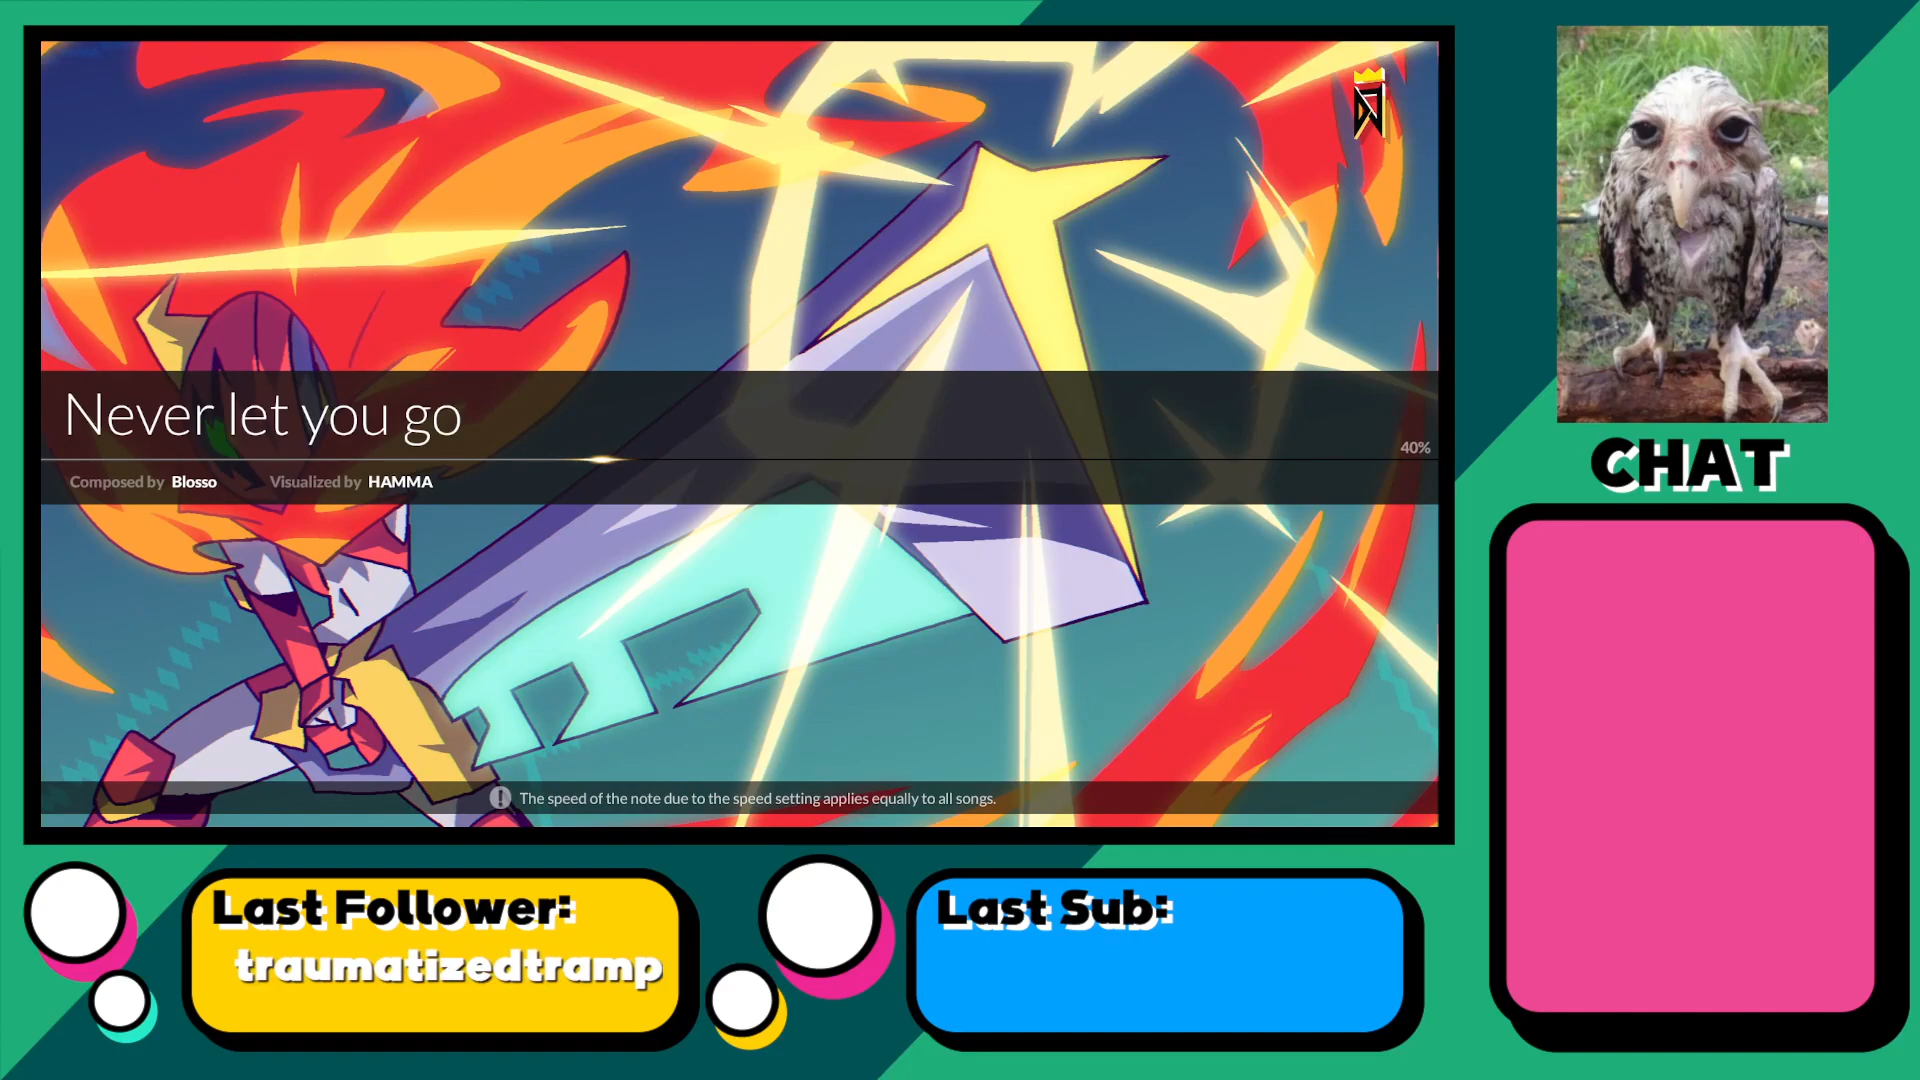 Never let you go
40%
Composed by Blosso Visualized by HAMMA
The speed of the note due to the speed setting applies equally to all songs.
CHAT
Last Follower:
traumatizedtramp
Last Sub: